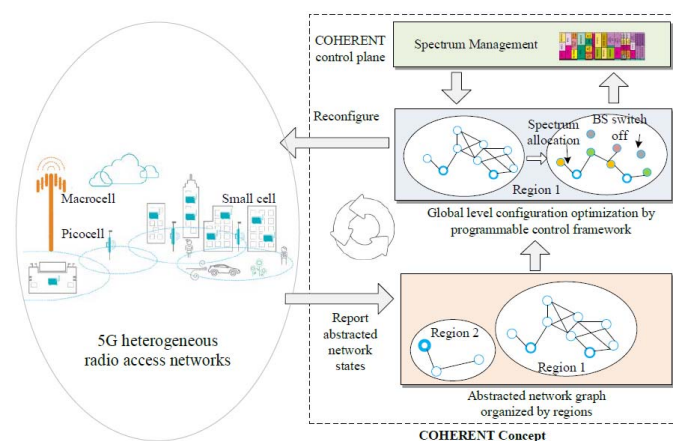 COHERENT
control plane
Spectrum Management
Reconfigure
Spectrum
allocation
BS switch
off
Region 1
Global level configuration optimization by
programmable control framework
Macrocell
Small cell
Picocell
5G heterogeneous
radio access networks
Report
abstracted
network
states
Region 2
Region 1
Abstracted network graph
organized by regions
COHERENT Concept